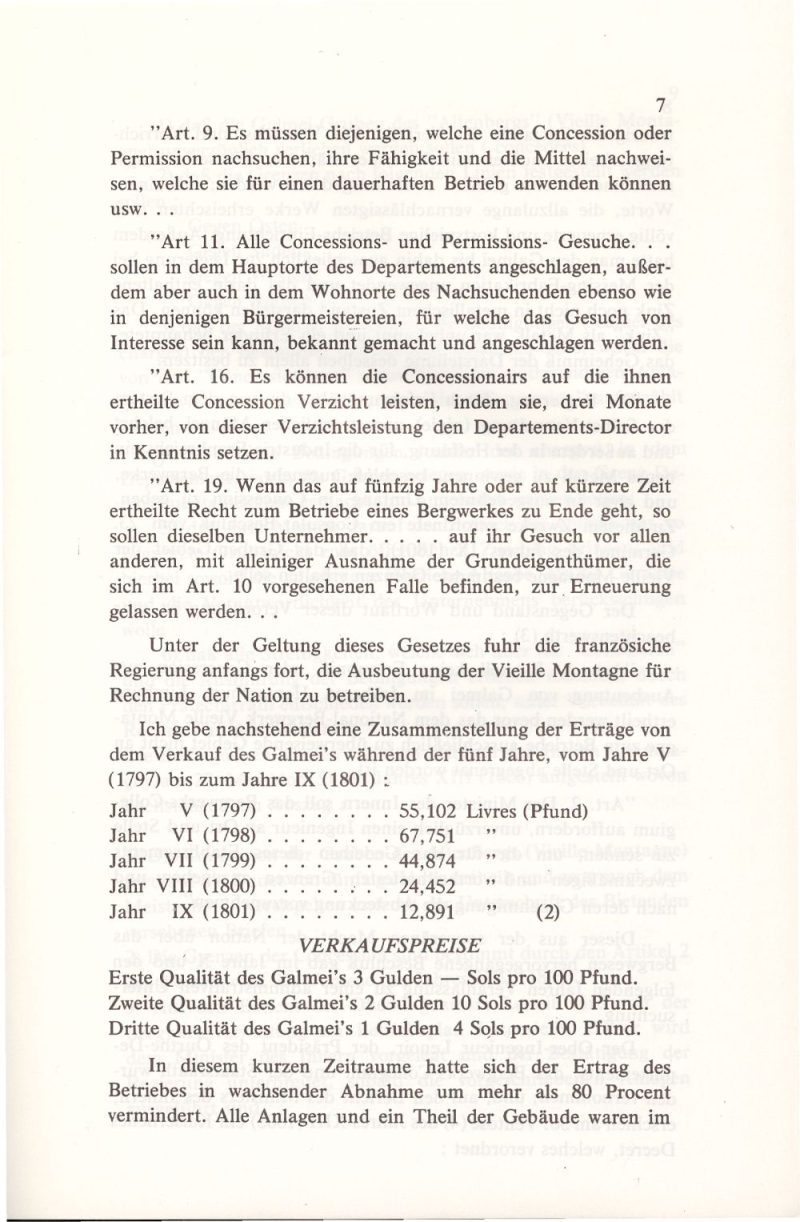 7
"Art. 9. Es müssen diejenigen, welche eine Concession oder
Permission nachsuchen, ihre Fähigkeit und die Mittel nachwei-
sen, welche sie für einen dauerhaften Betrieb anwenden können
usw. . .
"Art 11. Alle Concessions- und Permissions- Gesuche. . .
sollen in dem Hauptorte des Departements angeschlagen, außer-
dem aber auch in dem Wohnorte des Nachsuchenden ebenso wie
in denjenigen Bürgermeistereien, für welche das Gesuch von
Interesse sein kann, bekannt gemacht und angeschlagen werden.
"Art. 16. Es können die Concessionairs auf die ihnen
ertheilte Concession Verzicht leisten, indem sie, drei Monate
vorher, von dieser Verzichtsleistung den Departements-Director
in Kenntnis setzen.
"Art. 19. Wenn das auf fünfzig Jahre oder auf kürzere Zeit
ertheilte Recht zum Betriebe eines Bergwerkes zu Ende geht, so
sollen dieselben Unternehmer. . . . . auf ihr Gesuch vor allen
anderen, mit alleiniger Ausnahme der Grundeigenthümer, die
sich im Art. 10 vorgesehenen Falle befinden, zur Erneuerung
gelassen werden. . .
Unter der Geltung dieses Gesetzes fuhr die französiche
Regierung anfangs fort, die Ausbeutung der Vieille Montagne für
Rechnung der Nation zu betreiben.
Ich gebe nachstehend eine Zusammenstellung der Erträge von
dem Verkauf des Galmei's während der fünf Jahre, vom Jahre V
(1797) bis zum Jahre IX (1801) :
Jahr V (1797) . . . . . . . . 55,102 Livres (Pfund)
Jahr VI (1798) . . . . . . . . 67,751 "
Jahr VII (1799) . . . . . . . . 44,874 "
Jahr VIII (1800) . . . . . . . . 24,452 "
Jahr IX (1801) . . . . . . . . 12,891 " (2)
VERKAUFSPREISE
Erste Qualität des Galmei's 3 Gulden — Sols pro 100 Pfund.
Zweite Qualität des Galmei's 2 Gulden 10 Sols pro 100 Pfund.
Dritte Qualität des Galmei's 1 Gulden 4 Sols pro 100 Pfund.
In diesem kurzen Zeitraume hatte sich der Ertrag des
Betriebes in wachsender Abnahme um mehr als 80 Procent
vermindert. Alle Anlagen und ein Theil der Gebäude waren im